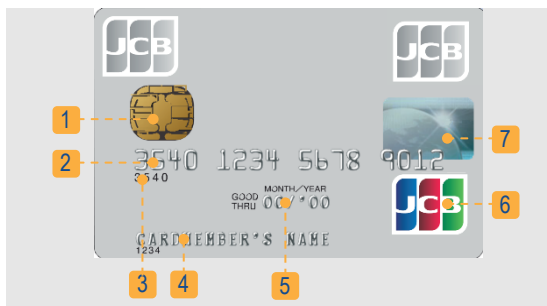 JCB JCB
1
7
2 3540 1234 5678 9012
3540
MONTH/YEAR
GOOD THRU 00/*00
JCB 6
CARDMEMBER'S NAME
1234
3 4 5